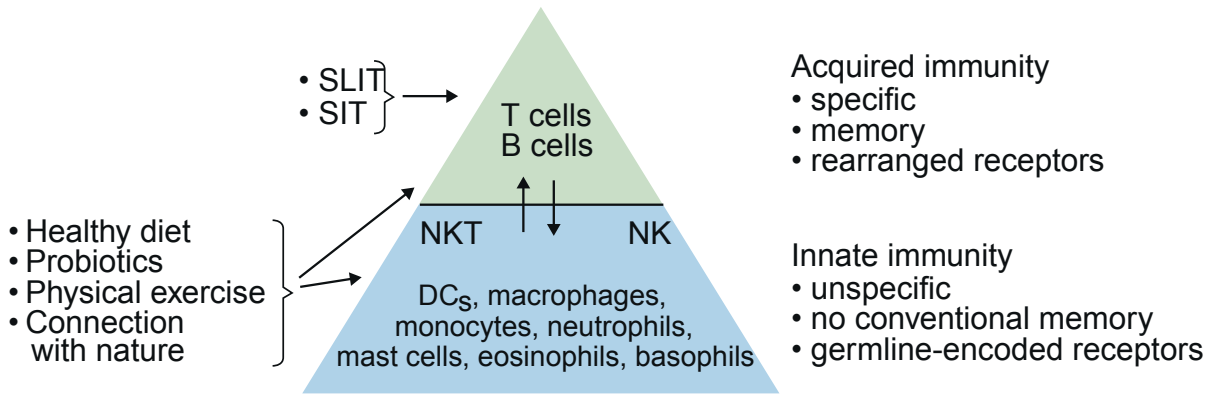 • SLIT
• SIT
T cells
B cells
Acquired immunity
• specific
• memory
• rearranged receptors
• Healthy diet
• Probiotics
• Physical exercise
• Connection
with nature
NKT
NK
DCs, macrophages,
monocytes, neutrophils,
mast cells, eosinophils, basophils
Innate immunity
• unspecific
• no conventional memory
• germline-encoded receptors